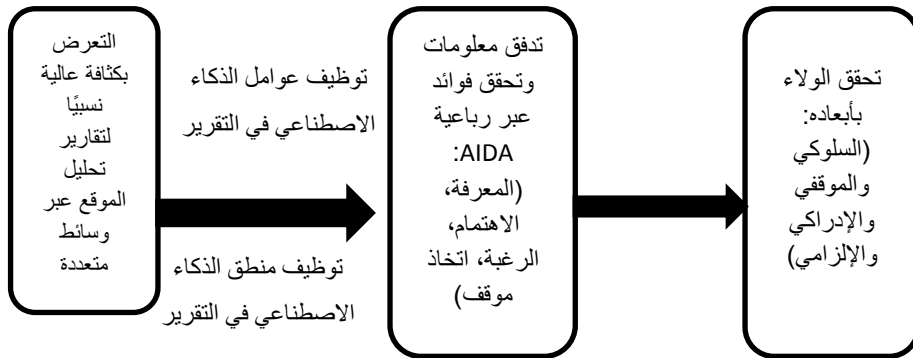 التعرض
بكثافة عالية
نسبيًا
لتقارير
تحليل
الموقع عبر
وسائط
متعددة
توظيف عوامل الذكاء
الاصطناعي في التقرير
توظيف منطق الذكاء
الاصطناعي في التقرير
تدفق معلومات
وتحقق فوائد
عبر رباعية
AIDA:
(المعرفة،
الاهتمام،
الرغبة، اتخاذ
موقف)
تحقق الولاء
بأبعاده:
(السلوكي
والموقفي
والإدراكي
والإلزامي)